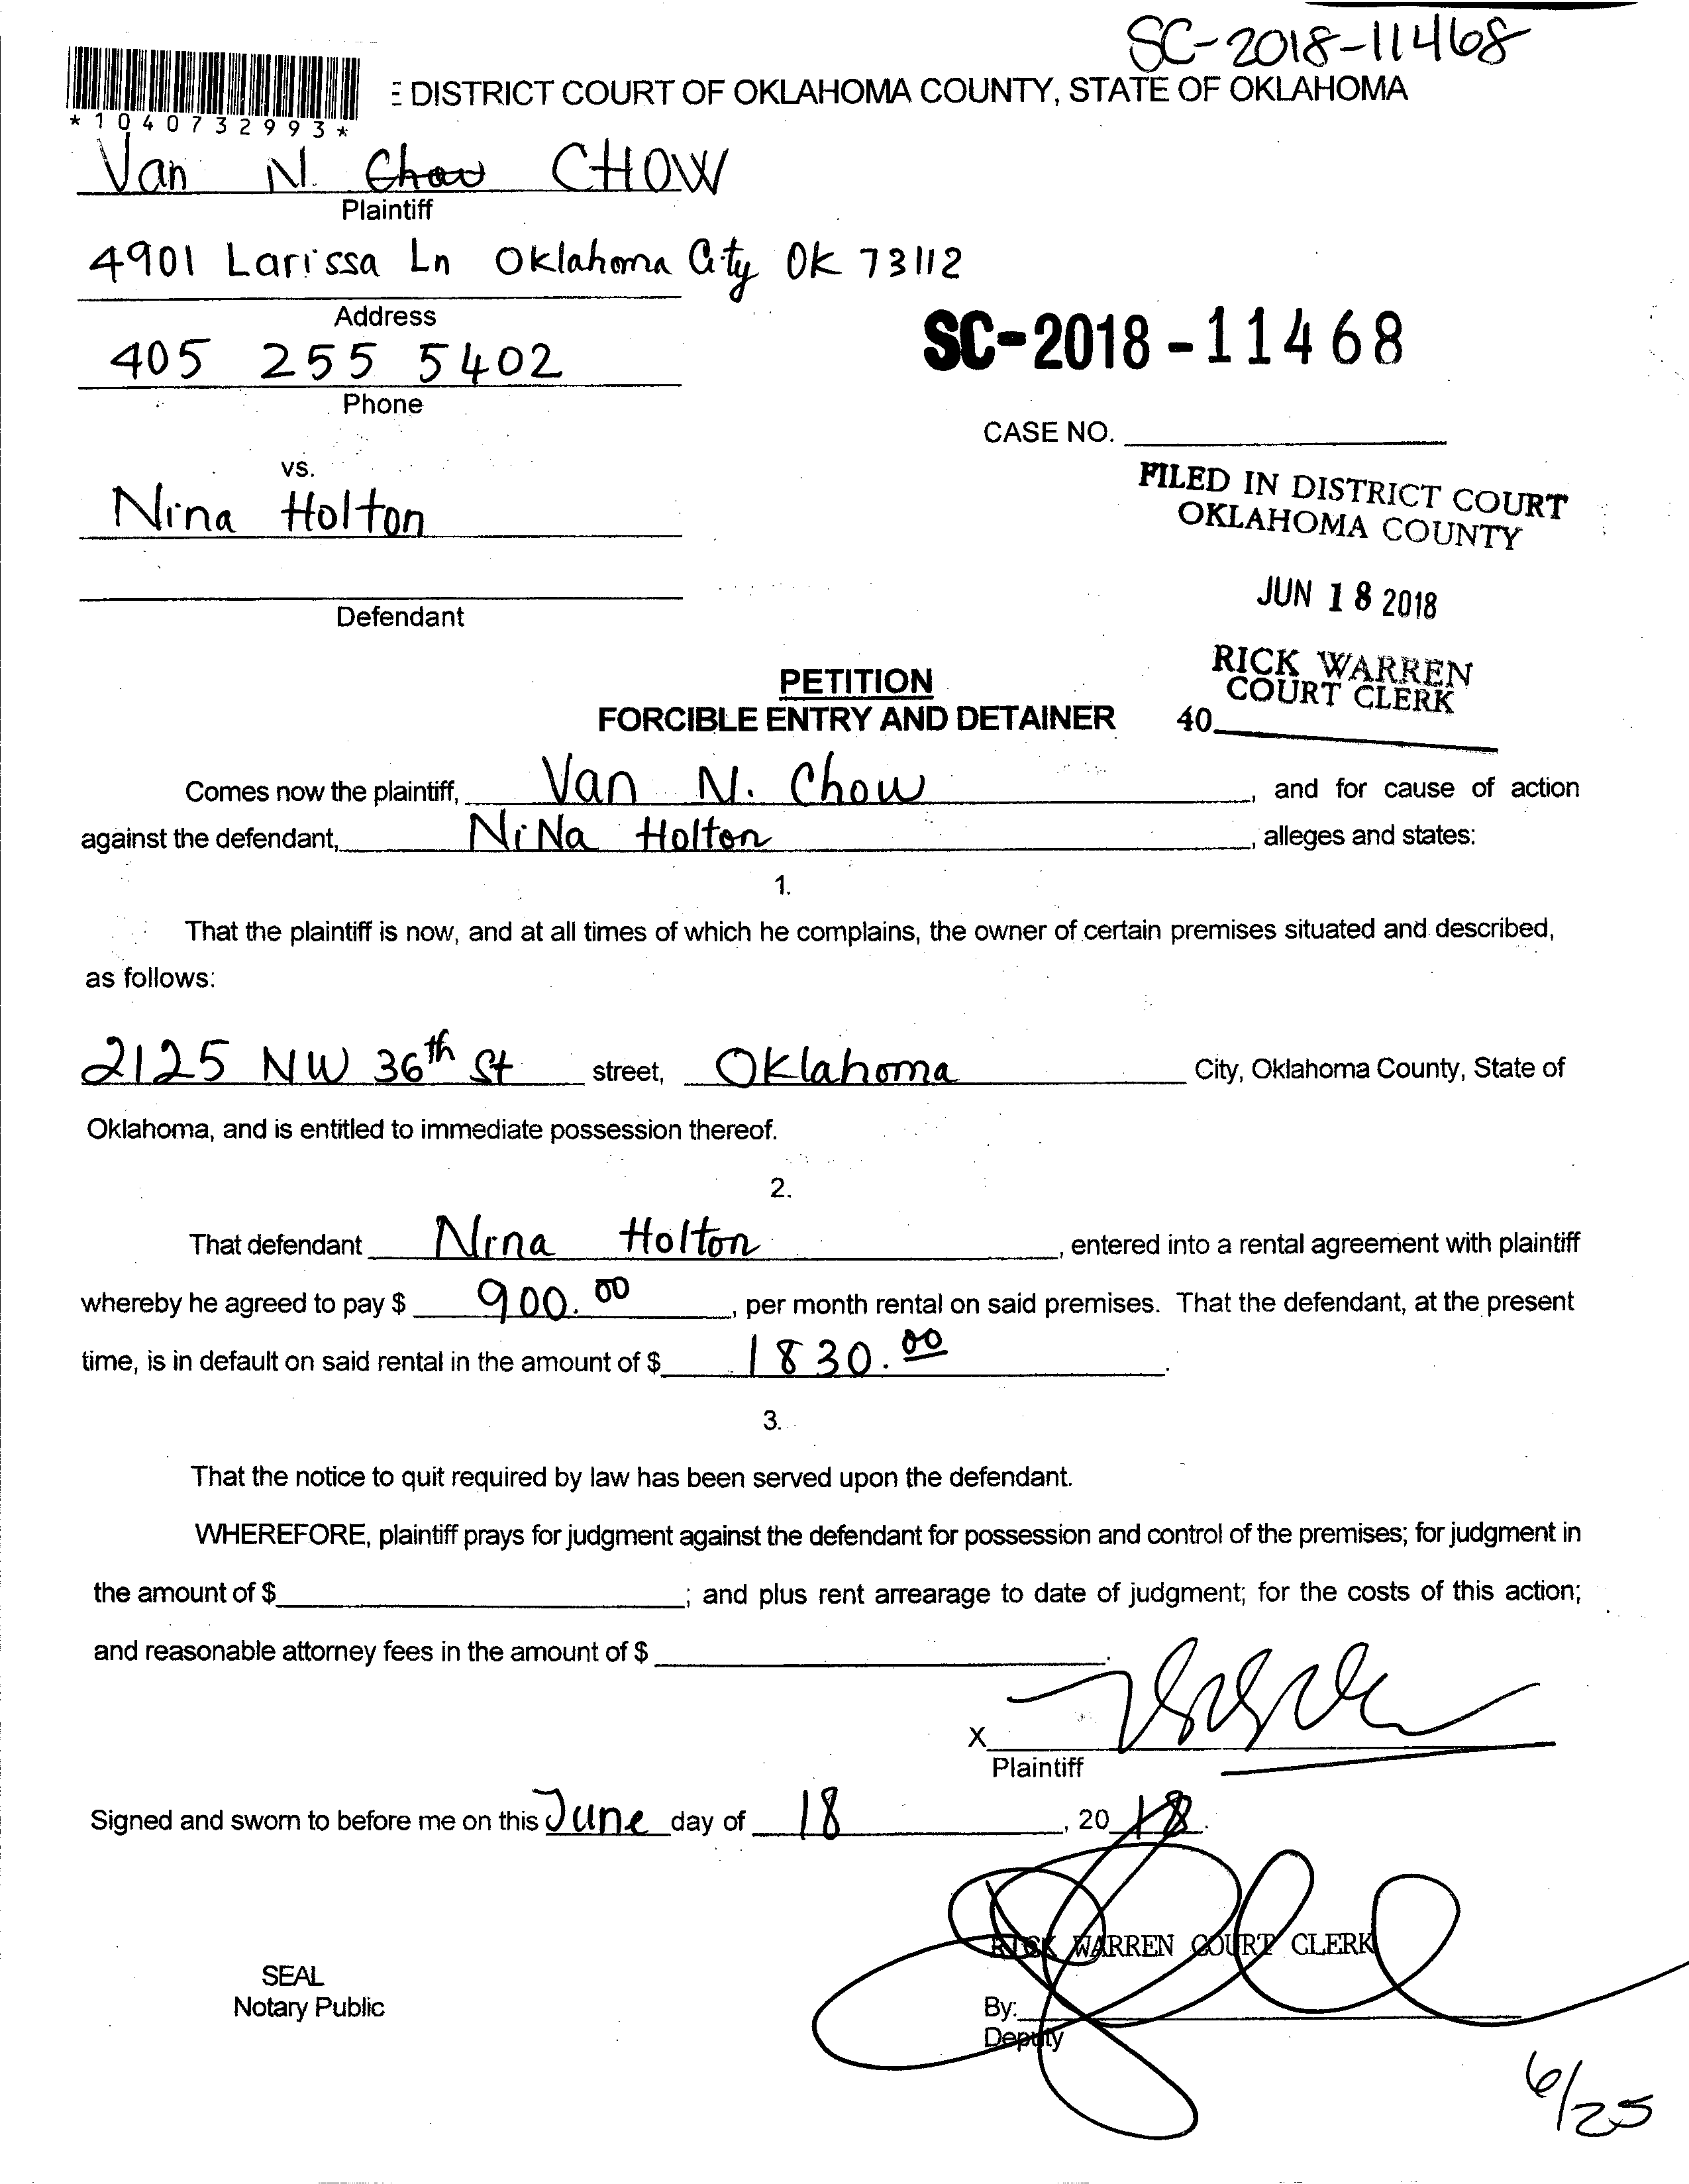 SC-2018-11468
DISTRICT COURT OF OKLAHOMA COUNTY, STATE OF OKLAHOMA
*1040732993*
Van N. Chow CHOW
Plaintiff
4901 Larissa Ln Oklahoma City OK 73112
Address
SC-2018-11468
405 255 5402
Phone
CASE NO.
vs.
FILED IN DISTRICT COURT
OKLAHOMA COUNTY
Nina Holton
JUN 18 2018
Defendant
RICK WARREN
COURT CLERK
PETITION
FORCIBLE ENTRY AND DETAINER
40
Comes now the plaintiff, Van N. Chow, and for cause of action
against the defendant, NiNa Holton, alleges and states:
1.
That the plaintiff is now, and at all times of which he complains, the owner of certain premises situated and described,
as follows:
2125 NW 36th St street, Oklahoma City, Oklahoma County, State of
Oklahoma, and is entitled to immediate possession thereof.
2.
That defendant Nina Holton, entered into a rental agreement with plaintiff
whereby he agreed to pay $ 900.00, per month rental on said premises. That the defendant, at the present
time, is in default on said rental in the amount of $ 1830.00.
3.
That the notice to quit required by law has been served upon the defendant.
WHEREFORE, plaintiff prays for judgment against the defendant for possession and control of the premises; for judgment in
the amount of $ ; and plus rent arrearage to date of judgment; for the costs of this action;
and reasonable attorney fees in the amount of $ .
X
Plaintiff
Signed and sworn to before me on this June day of 18, 2018.
RICK WARREN COURT CLERK
SEAL
Notary Public
By:
Deputy
6/25